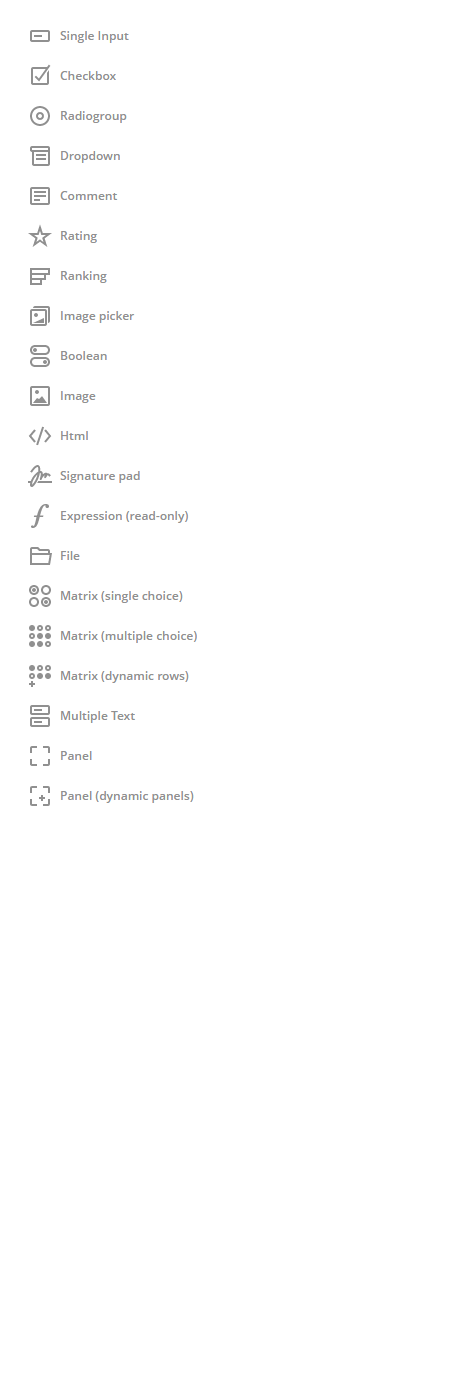 Single Input
Checkbox
Radiogroup
Dropdown
Comment
Rating
Ranking
Image picker
Boolean
Image
Html
Signature pad
Expression (read-only)
File
Matrix (single choice)
Matrix (multiple choice)
Matrix (dynamic rows)
Multiple Text
Panel
Panel (dynamic panels)